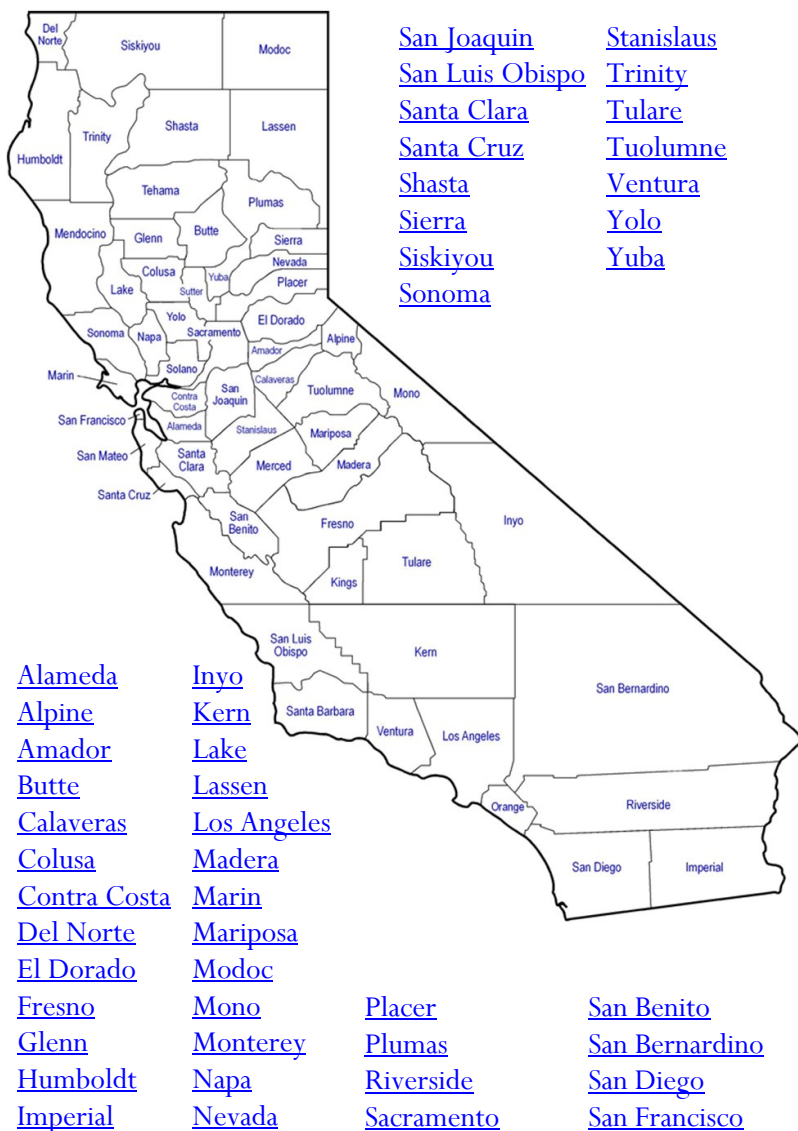 Del
Norte
Siskiyou
Modoc
Humboldt
Trinity
Shasta
Lassen
Tehama
Plumas
Mendocino
Glenn
Butte
Sierra
Nevada
Placer
Lake
Colusa
Sutter
Yuba
Sonoma
Napa
Yolo
Sacramento
El Dorado
Alpine
Amador
Marin
Solano
Calaveras
Tuolumne
Mono
San Francisco
Contra
Costa
San
Joaquin
Alameda
Stanislaus
Mariposa
San Mateo
Santa
Clara
Merced
Madera
Santa Cruz
San
Benito
Fresno
Inyo
Monterey
Kings
Tulare
San Luis
Obispo
Kern
San Bernardino
Santa Barbara
Ventura
Los Angeles
Orange
Riverside
San Diego
Imperial
San Joaquin
San Luis Obispo
Santa Clara
Santa Cruz
Shasta
Sierra
Siskiyou
Sonoma
Stanislaus
Trinity
Tulare
Tuolumne
Ventura
Yolo
Yuba
Alameda
Alpine
Amador
Butte
Calaveras
Colusa
Contra Costa
Del Norte
El Dorado
Fresno
Glenn
Humboldt
Imperial
Inyo
Kern
Lake
Lassen
Los Angeles
Madera
Marin
Mariposa
Modoc
Mono
Monterey
Napa
Nevada
Placer
Plumas
Riverside
Sacramento
San Benito
San Bernardino
San Diego
San Francisco